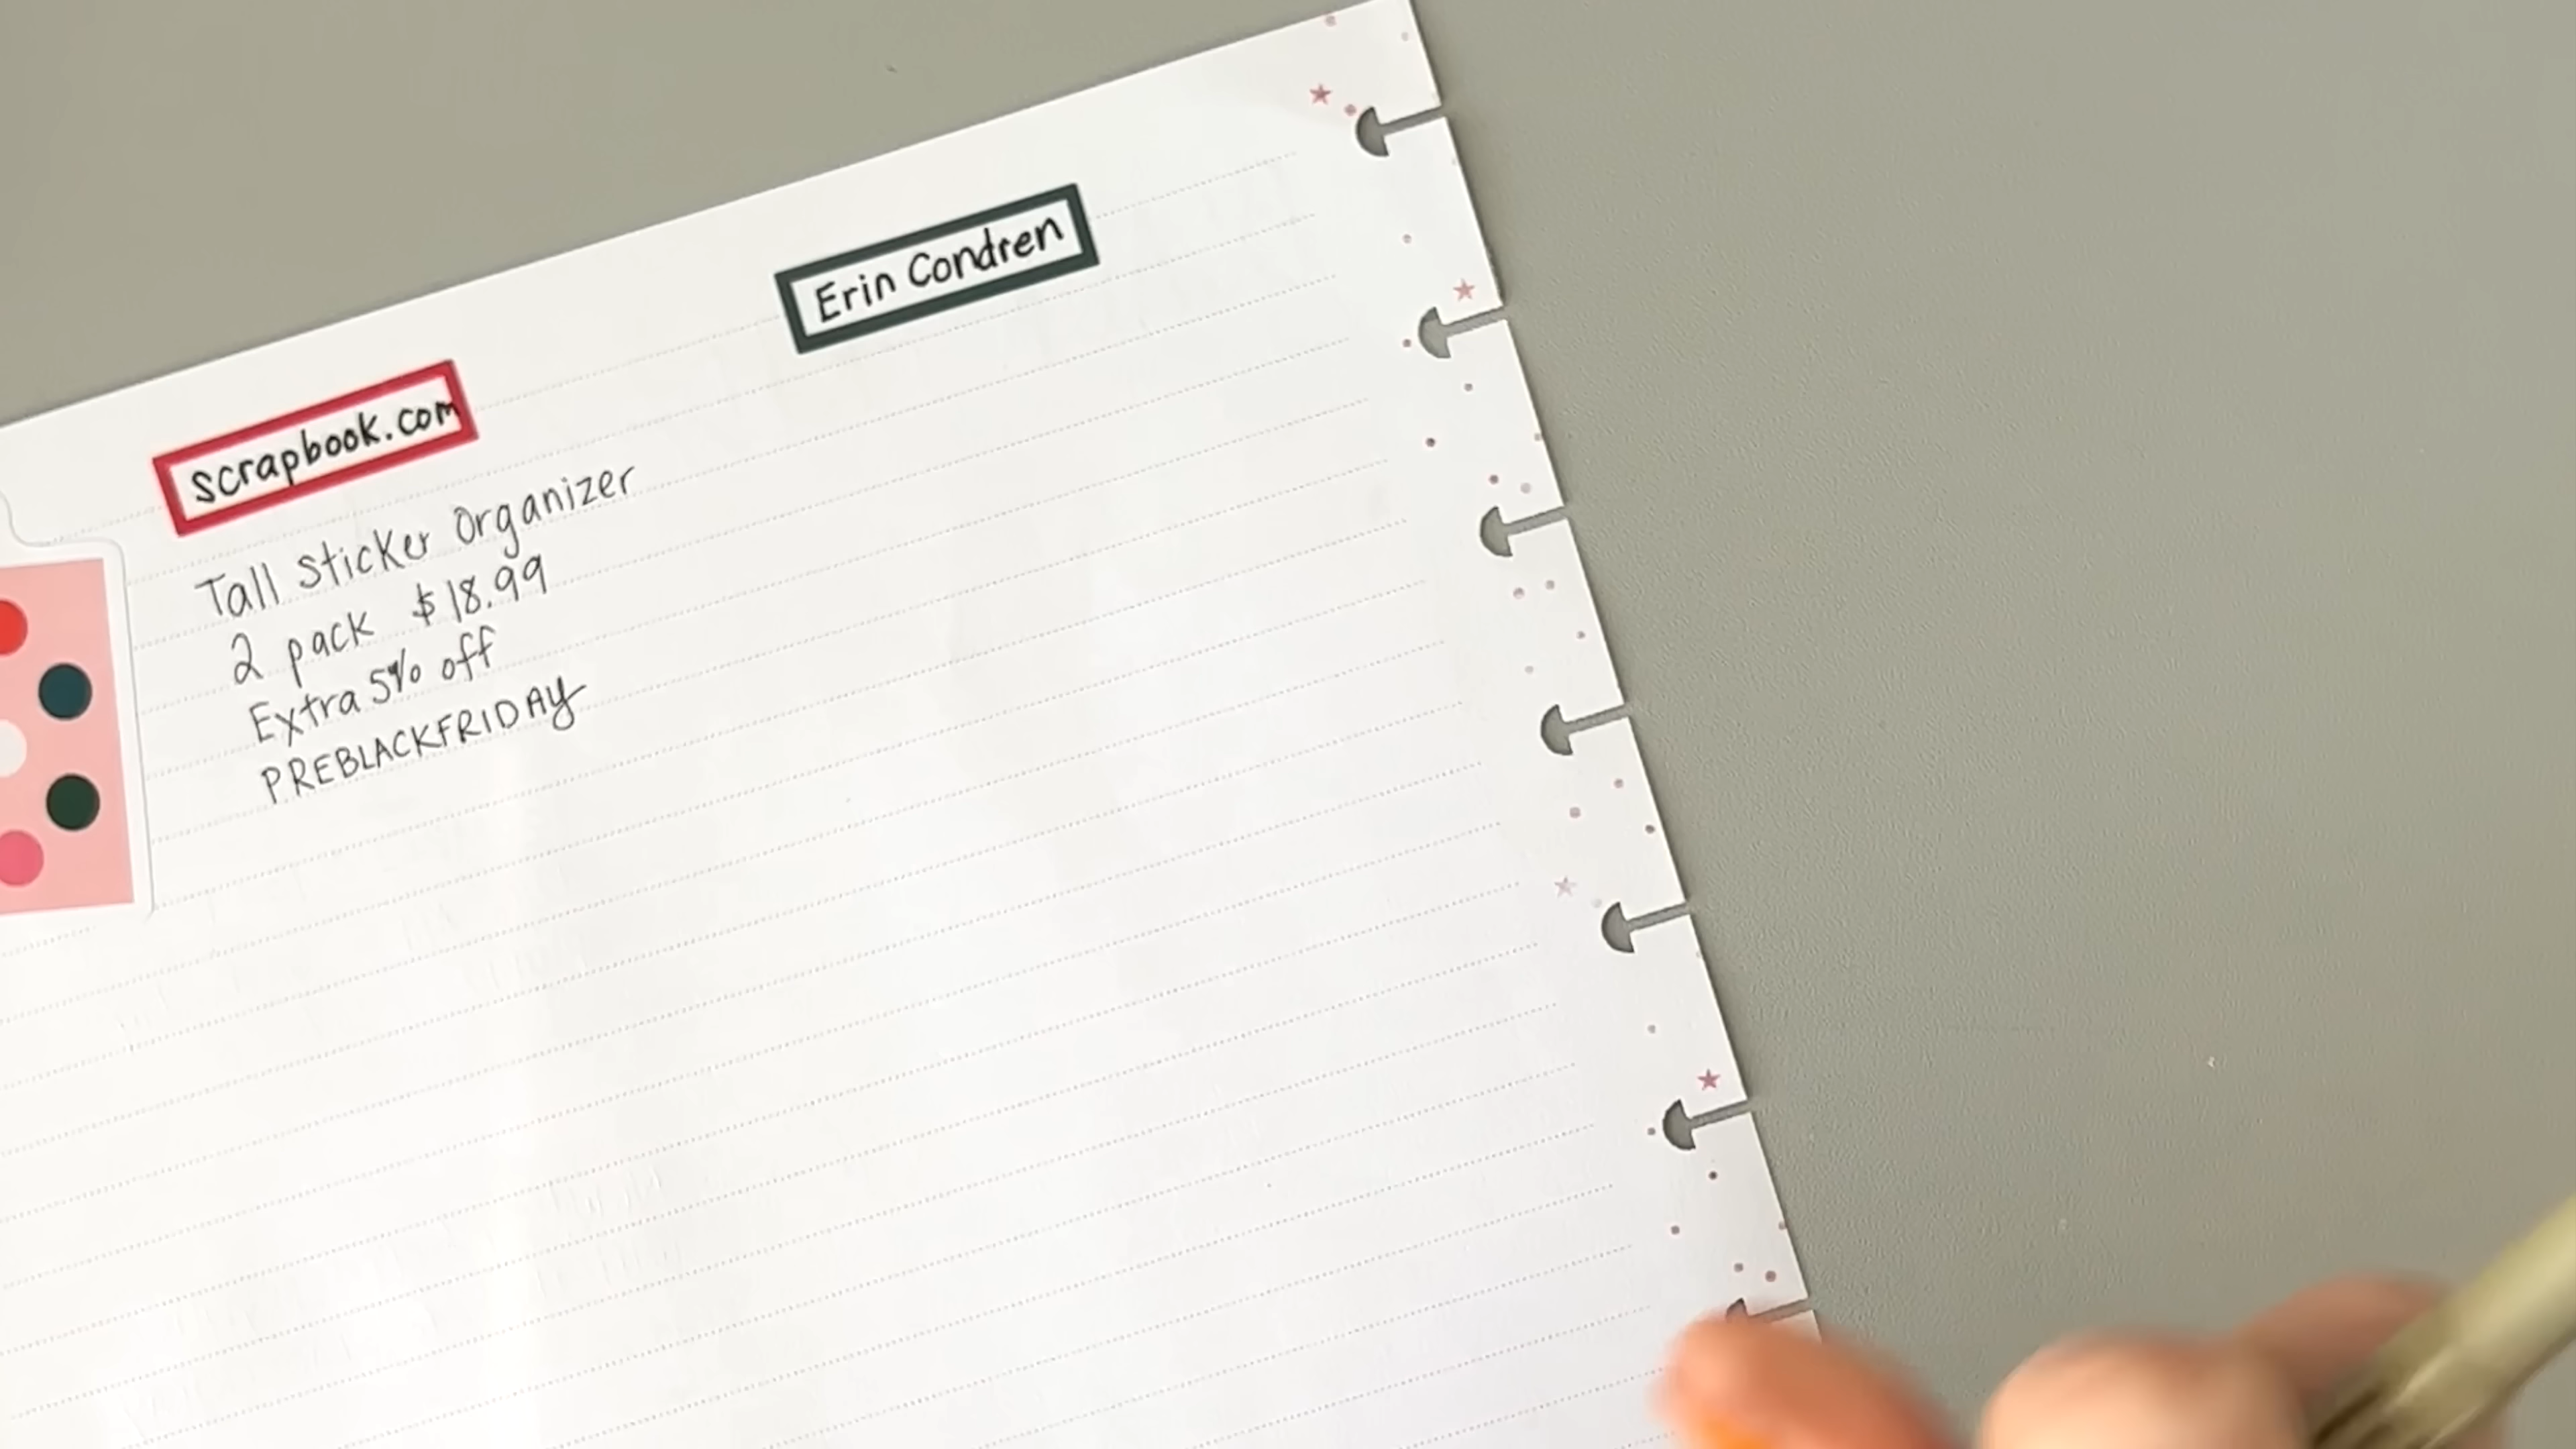 scrapbook.com
Tall Sticker Organizer
2 pack $18.99
Extra 5% off
PREBLACKFRIDAY
Erin Condren